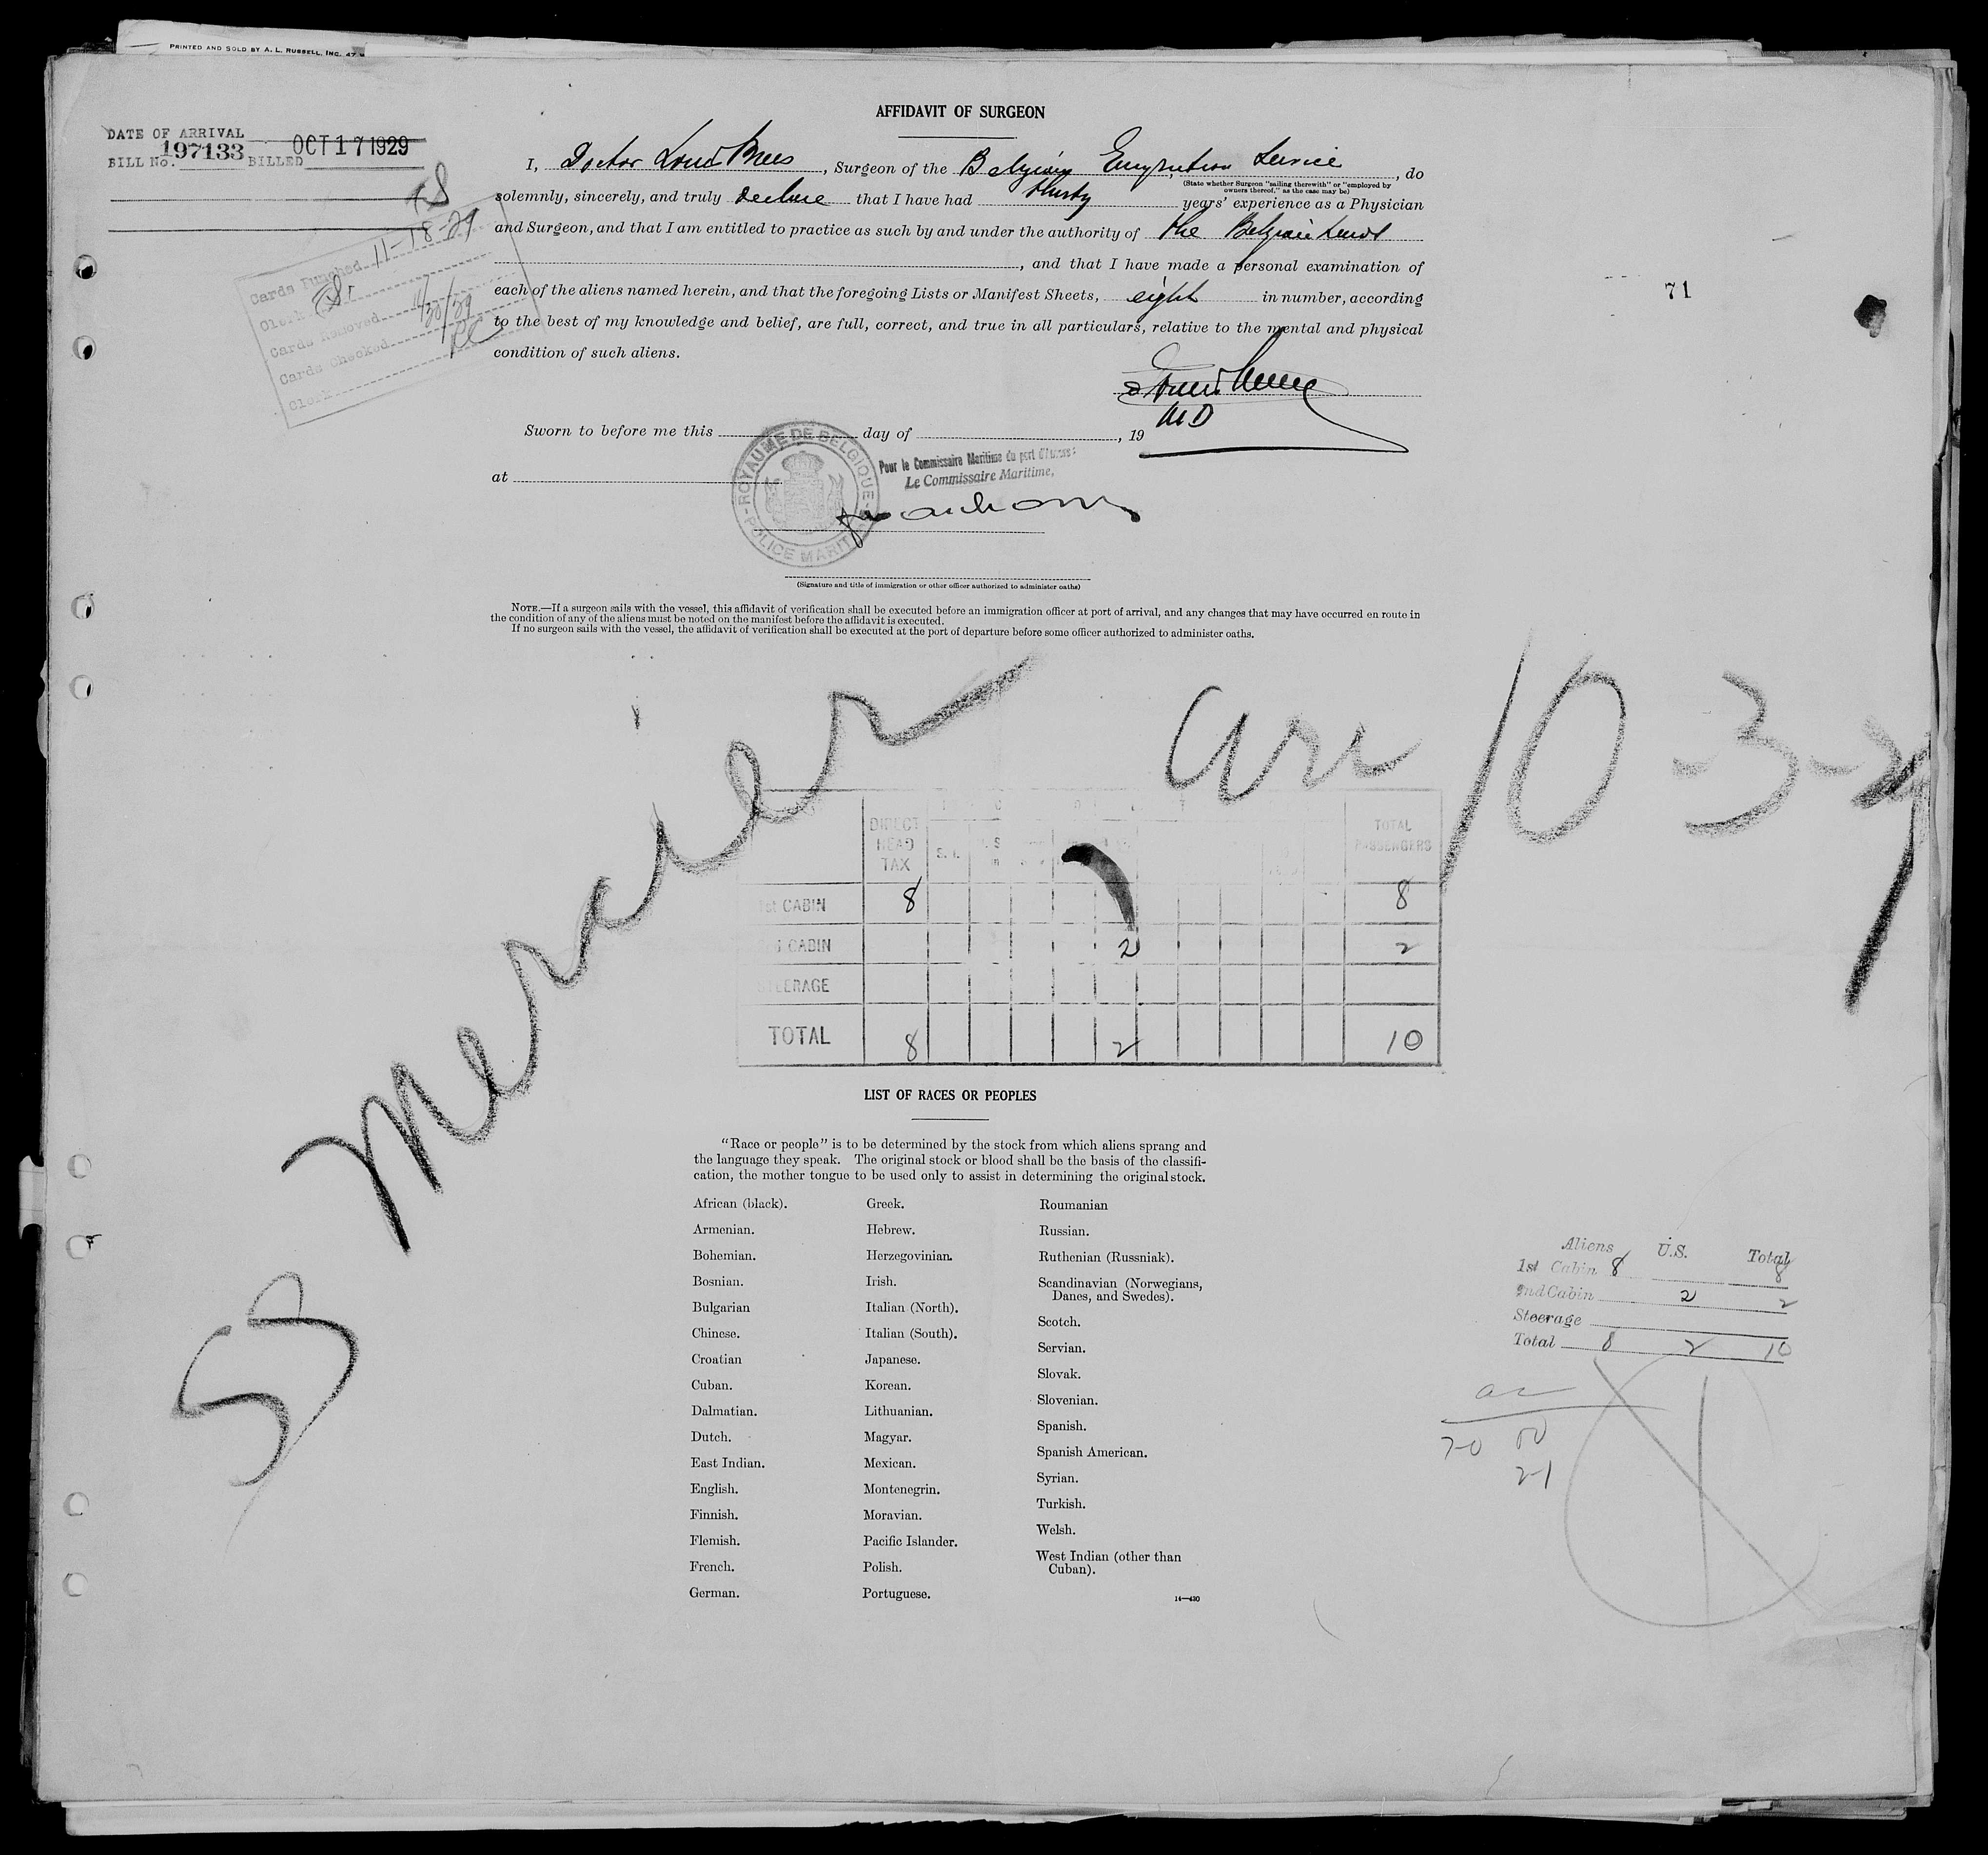 PRINTED AND SOLD BY A. L. RUSSELL, INC. 47
DATE OF ARRIVAL
BILL No. 197133 BILLED OCT 17 1929
AFFIDAVIT OF SURGEON
I, Doctor Louis Mees, Surgeon of the Belgian Emigration Service, do
(State whether Surgeon "sailing therewith" or "employed by owners thereof," as the case may be)
solemnly, sincerely, and truly declare that I have had thirty years' experience as a Physician
and Surgeon, and that I am entitled to practice as such by and under the authority of the Belgian
, and that I have made a personal examination of
each of the aliens named herein, and that the foregoing Lists or Manifest Sheets, eight in number, according
to the best of my knowledge and belief, are full, correct, and true in all particulars, relative to the mental and physical
condition of such aliens.
Cards Punched 11-18-29
Clerk
Cards Removed
Cards Checked 11/30/29
Clerk
71
MD
Sworn to before me this day of , 19
at
ROYAUME DE BELGIQUE
POLICE MARIT
Pour le Commissaire Maritime du port d'Anvers:
Le Commissaire Maritime,
(Signature and title of immigration or other officer authorized to administer oaths)
NOTE.—If a surgeon sails with the vessel, this affidavit of verification shall be executed before an immigration officer at port of arrival, and any changes that may have occurred en route in
the condition of any of the aliens must be noted on the manifest before the affidavit is executed.
If no surgeon sails with the vessel, the affidavit of verification shall be executed at the port of departure before some officer authorized to administer oaths.
SS Mercier arr 10-3-29
DIRECT HEAD TAX TOTAL PASSENGERS
1st CABIN 8 8
CABIN 2 2
STEERAGE
TOTAL 8 2 10
LIST OF RACES OR PEOPLES
"Race or people" is to be determined by the stock from which aliens sprang and
the language they speak. The original stock or blood shall be the basis of the classifi-
cation, the mother tongue to be used only to assist in determining the original stock.
African (black).
Armenian.
Bohemian.
Bosnian.
Bulgarian
Chinese.
Croatian
Cuban.
Dalmatian.
Dutch.
East Indian.
English.
Finnish.
Flemish.
French.
German.
Greek.
Hebrew.
Herzegovinian.
Irish.
Italian (North).
Italian (South).
Japanese.
Korean.
Lithuanian.
Magyar.
Mexican.
Montenegrin.
Moravian.
Pacific Islander.
Polish.
Portuguese.
Roumanian
Russian.
Ruthenian (Russniak).
Scandinavian (Norwegians,
Danes, and Swedes).
Scotch.
Servian.
Slovak.
Slovenian.
Spanish.
Spanish American.
Syrian.
Turkish.
Welsh.
West Indian (other than
Cuban).
14—430
Aliens U.S. Total
1st Cabin 8 8
2nd Cabin 2 2
Steerage
Total 8 2 10
20
21